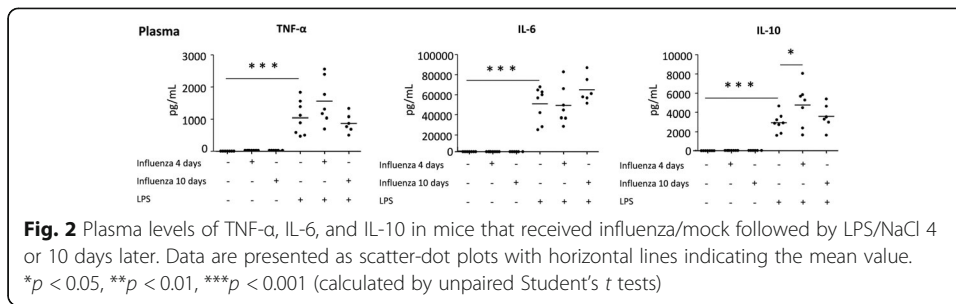 Plasma
TNF-α
IL-6
IL-10
pg/mL
3000
2000
1000
0
pg/mL
100000
80000
60000
40000
20000
0
pg/mL
10000
8000
6000
4000
2000
0
* * *
* * *
* * *
*
Influenza 4 days - + - - + -
Influenza 10 days - - + - - +
LPS - - - + + +
Influenza 4 days - + - - + -
Influenza 10 days - - + - - +
LPS - - - + + +
Influenza 4 days - + - - + -
Influenza 10 days - - + - - +
LPS - - - + + +
Fig. 2 Plasma levels of TNF-α, IL-6, and IL-10 in mice that received influenza/mock followed by LPS/NaCl 4
or 10 days later. Data are presented as scatter-dot plots with horizontal lines indicating the mean value.
*p < 0.05, **p < 0.01, ***p < 0.001 (calculated by unpaired Student's t tests)